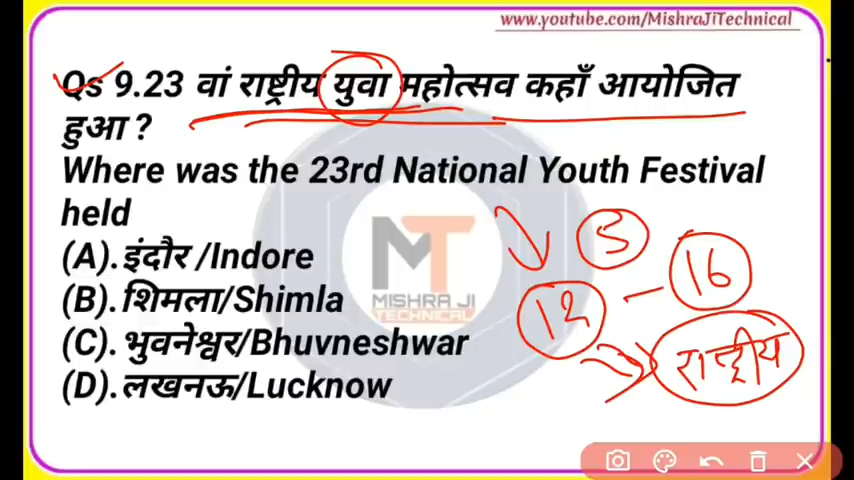 www.youtube.com/MishraJiTechnical
Qs 9.23 वां राष्ट्रीय युवा महोत्सव कहाँ आयोजित
हुआ ?
Where was the 23rd National Youth Festival
held
(A). इंदौर /Indore
(B). शिमला/Shimla
(C). भुवनेश्वर/Bhuvneshwar
(D). लखनऊ/Lucknow
MT
MISHRA JI
TECHNICAL
5
12 - 16
राष्ट्रीय